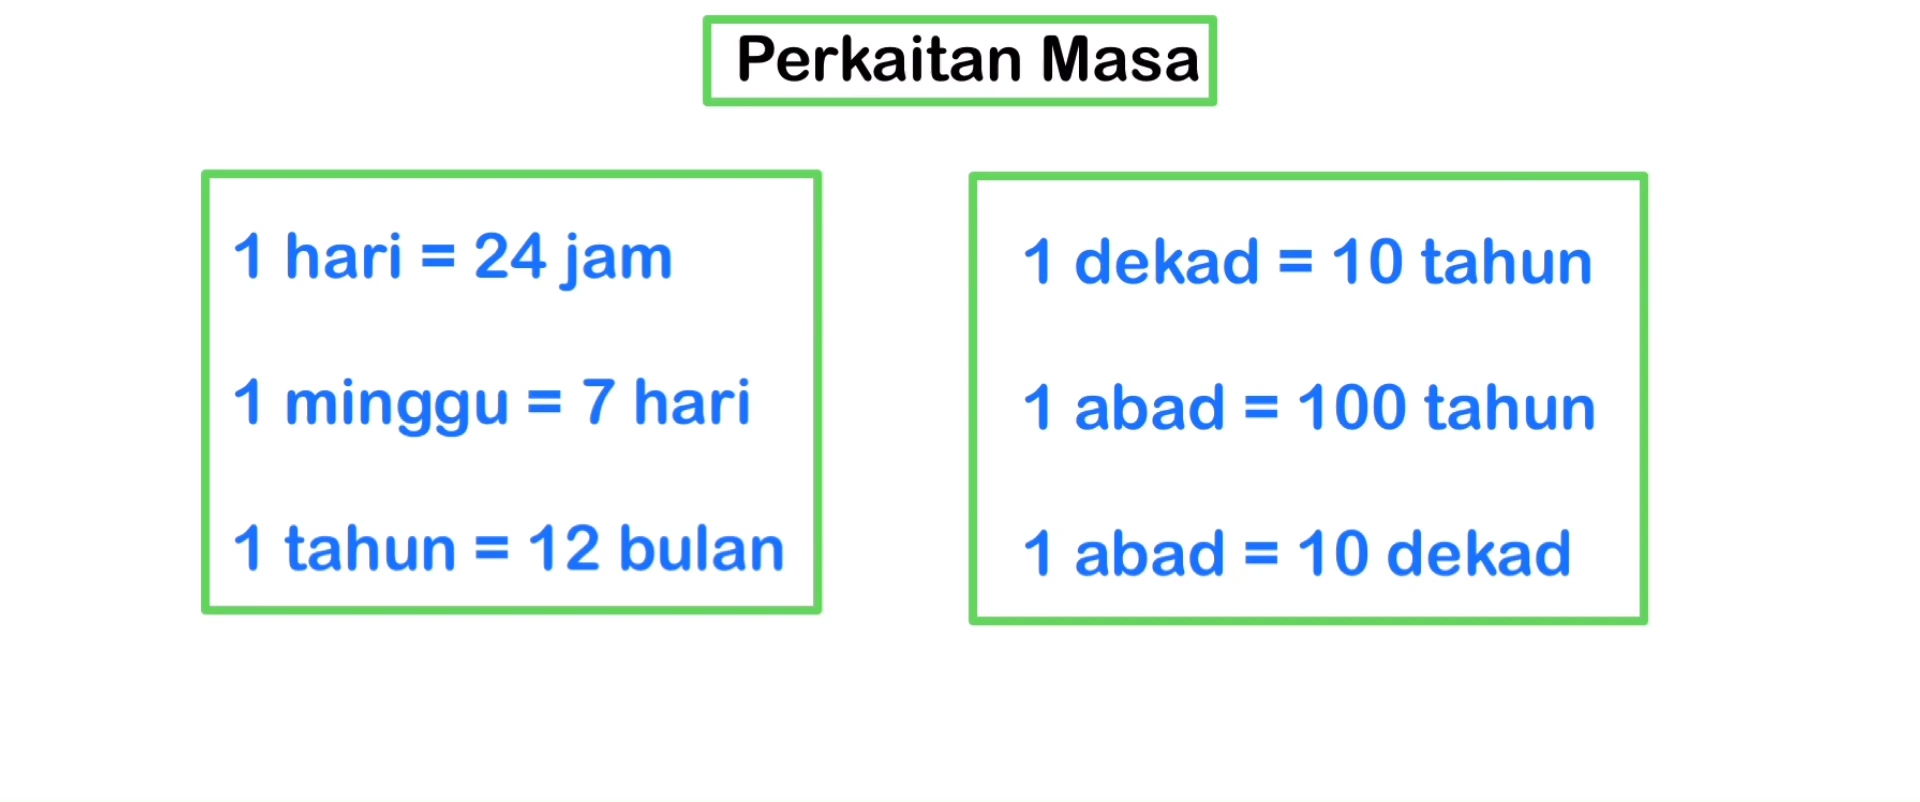 Perkaitan Masa
1 hari = 24 jam
1 minggu = 7 hari
1 tahun = 12 bulan
1 dekad = 10 tahun
1 abad = 100 tahun
1 abad = 10 dekad